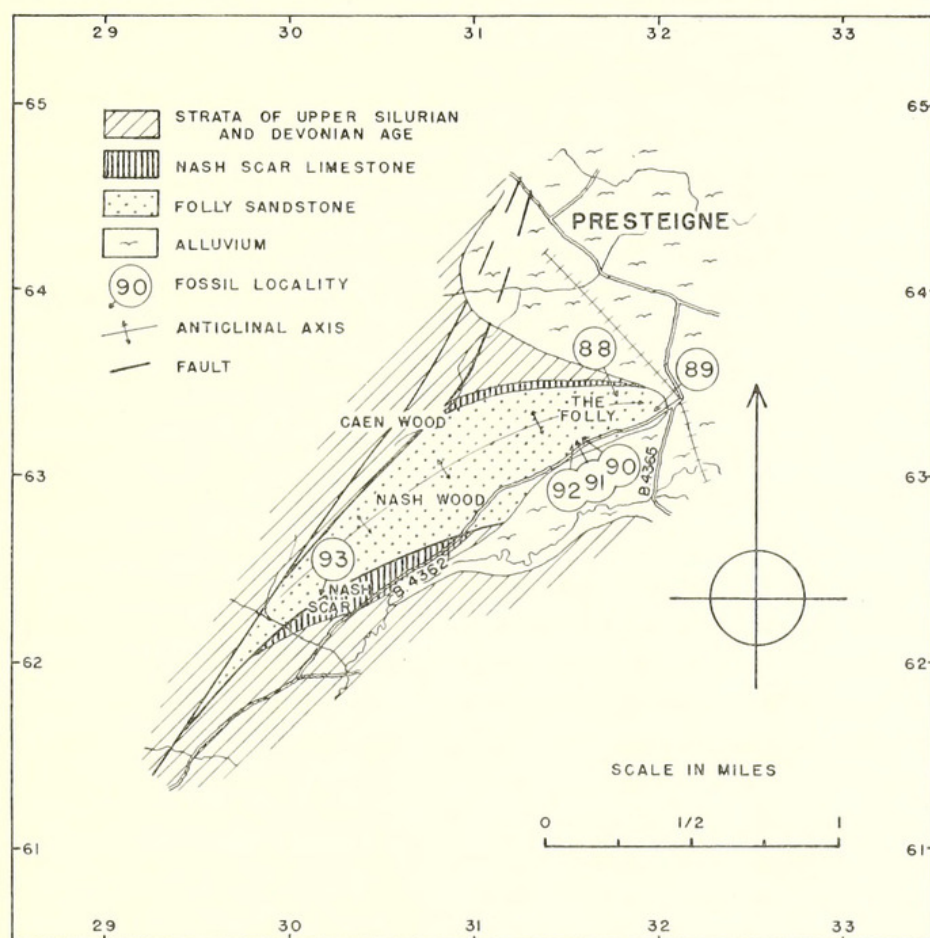 29 30 31 32 33
65 65
STRATA OF UPPER SILURIAN
AND DEVONIAN AGE
NASH SCAR LIMESTONE
FOLLY SANDSTONE
ALLUVIUM
90 FOSSIL LOCALITY
ANTICLINAL AXIS
FAULT
PRESTEIGNE
64 64
88
89
THE
FOLLY
CAEN WOOD
63 63
NASH WOOD
92 91 90
B 4365
93
NASH
SCAR
B 4362
62 62
SCALE IN MILES
0 1/2 1
61 61
29 30 31 32 33